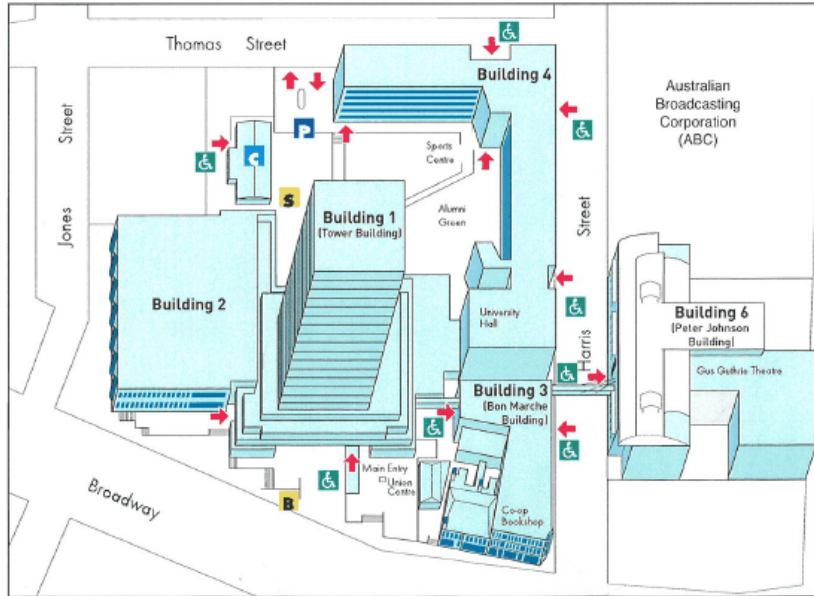 Thomas Street
Building 4
Australian
Broadcasting
Corporation
(ABC)
Jones Street
P
C
Sports
Centre
S
Building 1
(Tower Building)
Alumni
Green
Harris Street
Building 2
University
Hall
Building 6
(Peter Johnson
Building)
Gus Guthrie Theatre
Building 3
(Bon Marche
Building)
Main Entry
Union
Centre
Broadway
B
Co-op
Bookshop